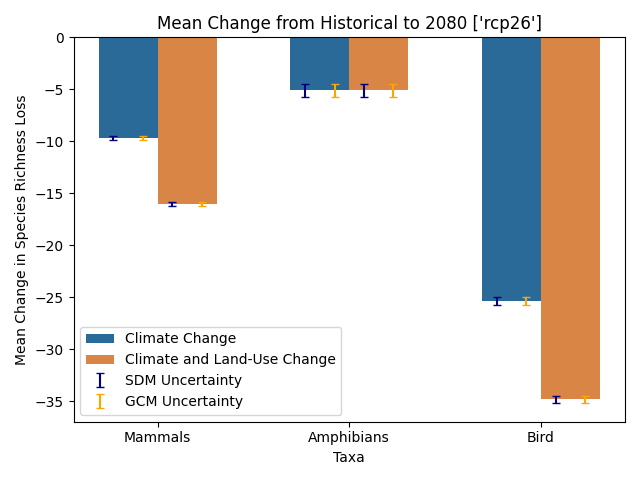 Mean Change from Historical to 2080 ['rcp26']
Mean Change in Species Richness Loss
0
−5
−10
−15
−20
−25
−30
−35
Climate Change
Climate and Land-Use Change
SDM Uncertainty
GCM Uncertainty
Mammals
Amphibians
Bird
Taxa